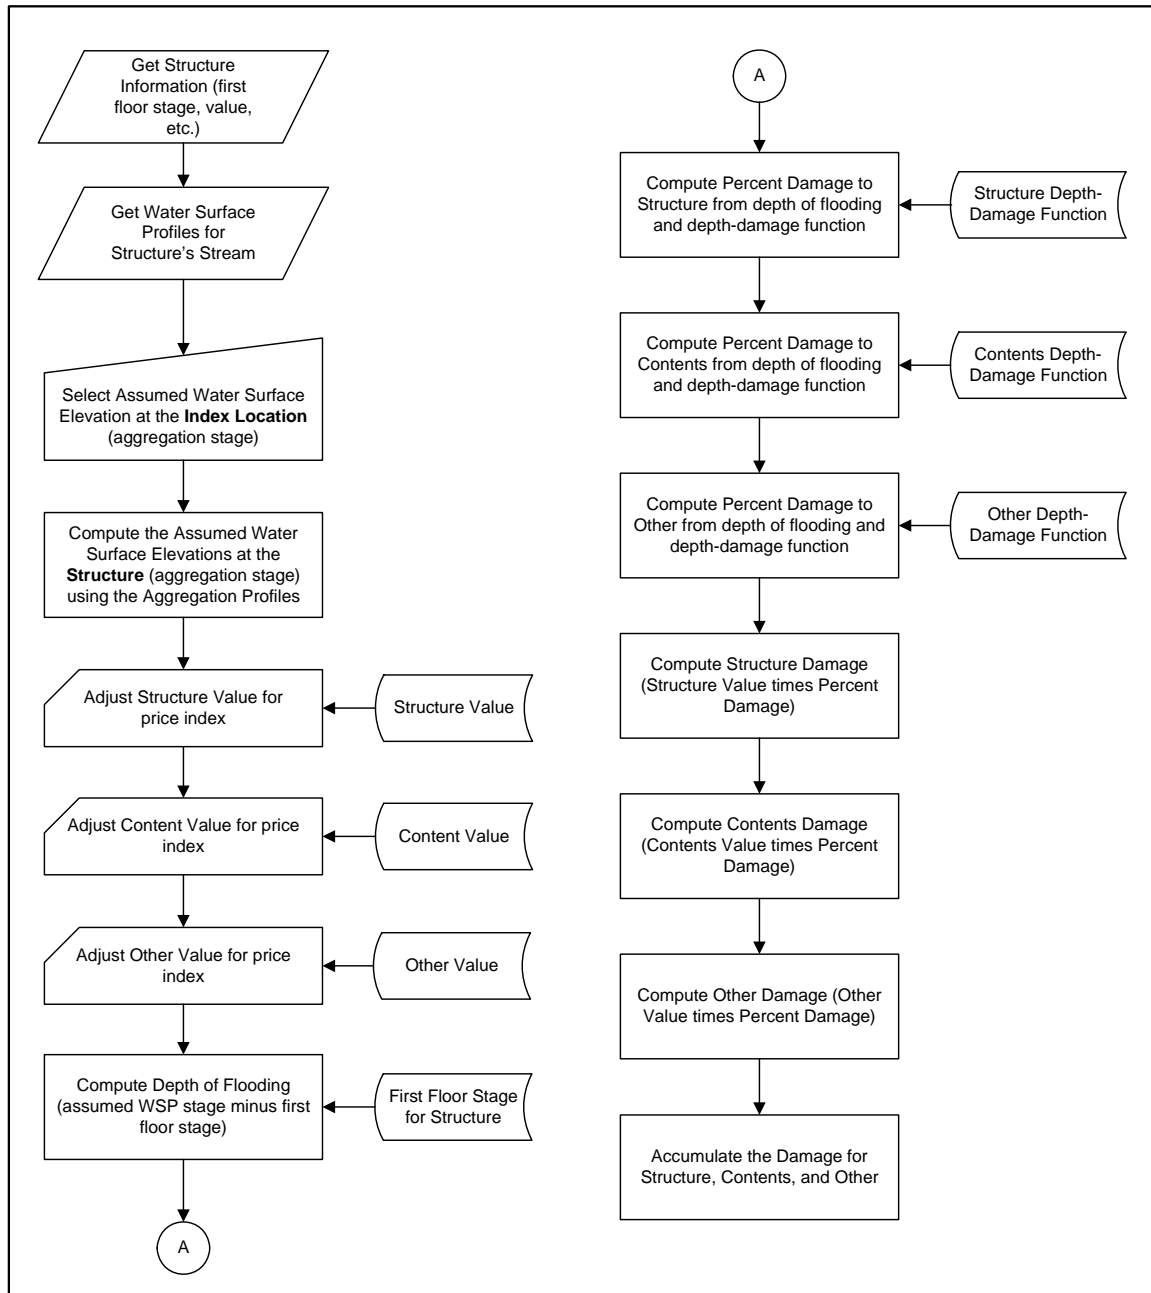 Get Structure
Information (first
floor stage, value,
etc.)
Get Water Surface
Profiles for
Structure's Stream
Select Assumed Water Surface
Elevation at the Index Location
(aggregation stage)
Compute the Assumed Water
Surface Elevations at the
Structure (aggregation stage)
using the Aggregation Profiles
Adjust Structure Value for
price index
Structure Value
Adjust Content Value for price
index
Content Value
Adjust Other Value for price
index
Other Value
Compute Depth of Flooding
(assumed WSP stage minus first
floor stage)
First Floor Stage
for Structure
A
A
Compute Percent Damage to
Structure from depth of flooding
and depth-damage function
Structure Depth-
Damage Function
Compute Percent Damage to
Contents from depth of flooding
and depth-damage function
Contents Depth-
Damage Function
Compute Percent Damage to
Other from depth of flooding and
depth-damage function
Other Depth-
Damage Function
Compute Structure Damage
(Structure Value times Percent
Damage)
Compute Contents Damage
(Contents Value times Percent
Damage)
Compute Other Damage (Other
Value times Percent Damage)
Accumulate the Damage for
Structure, Contents, and Other